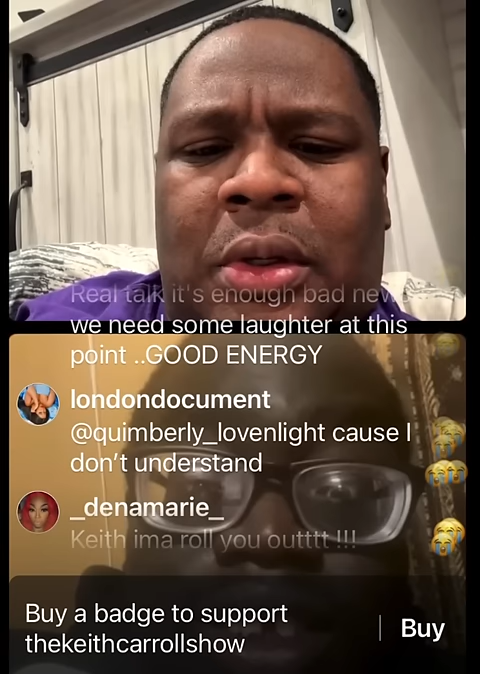 Real talk it's enough bad news
we need some laughter at this
point ..GOOD ENERGY
londondocument
@quimberly_lovenlight cause I
don’t understand
_denamarie_
Keith ima roll you outttt !!!
Buy a badge to support
thekeithcarrollshow
Buy